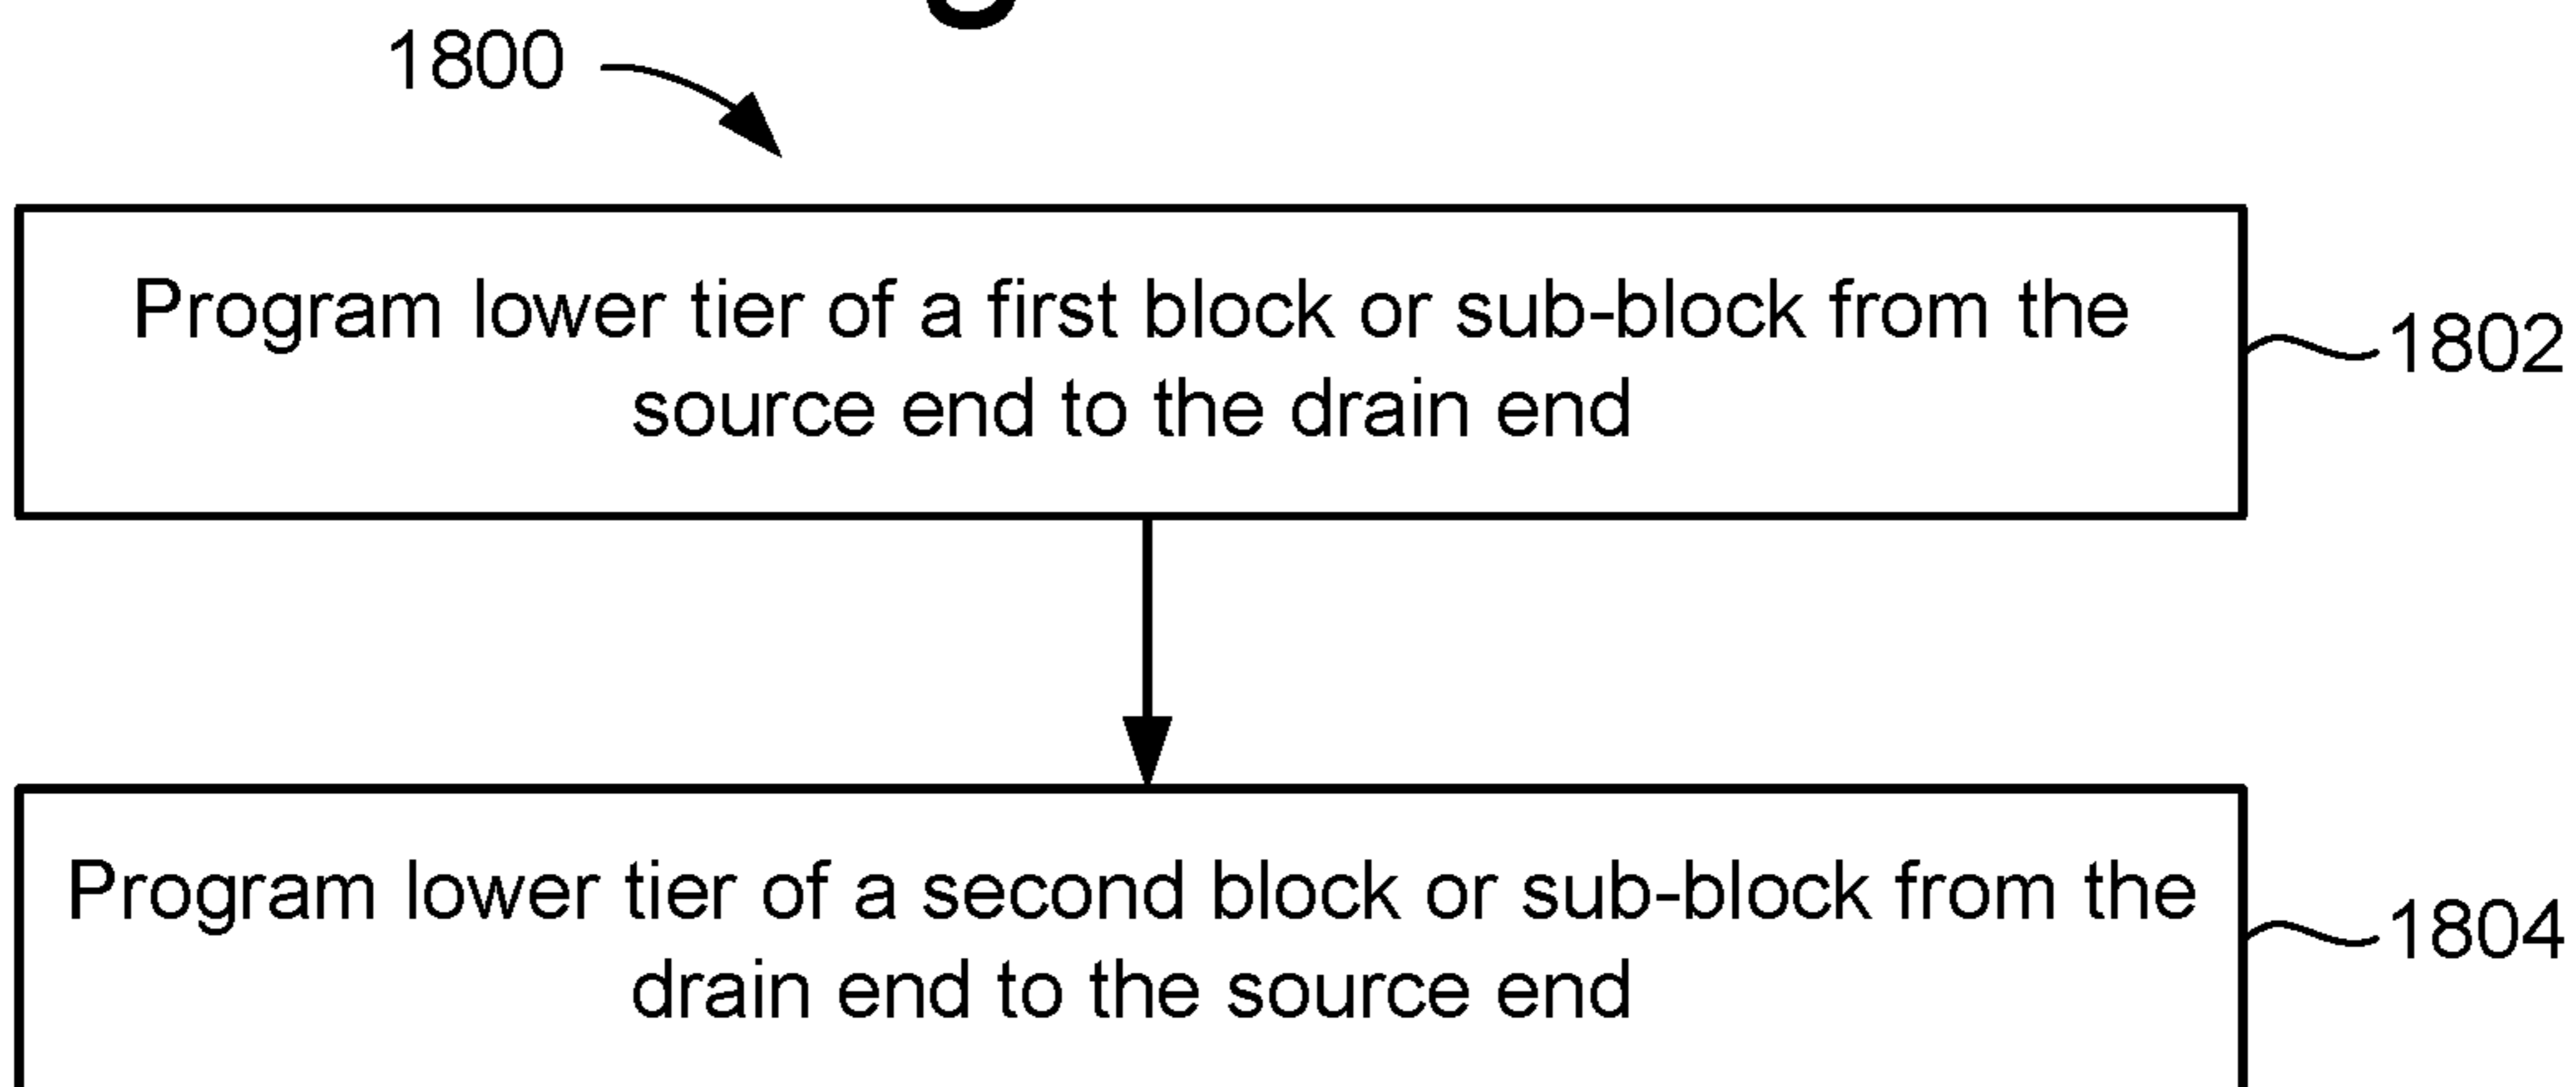 1800
Program lower tier of a first block or sub-block from the
source end to the drain end
1802
Program lower tier of a second block or sub-block from the
drain end to the source end
1804